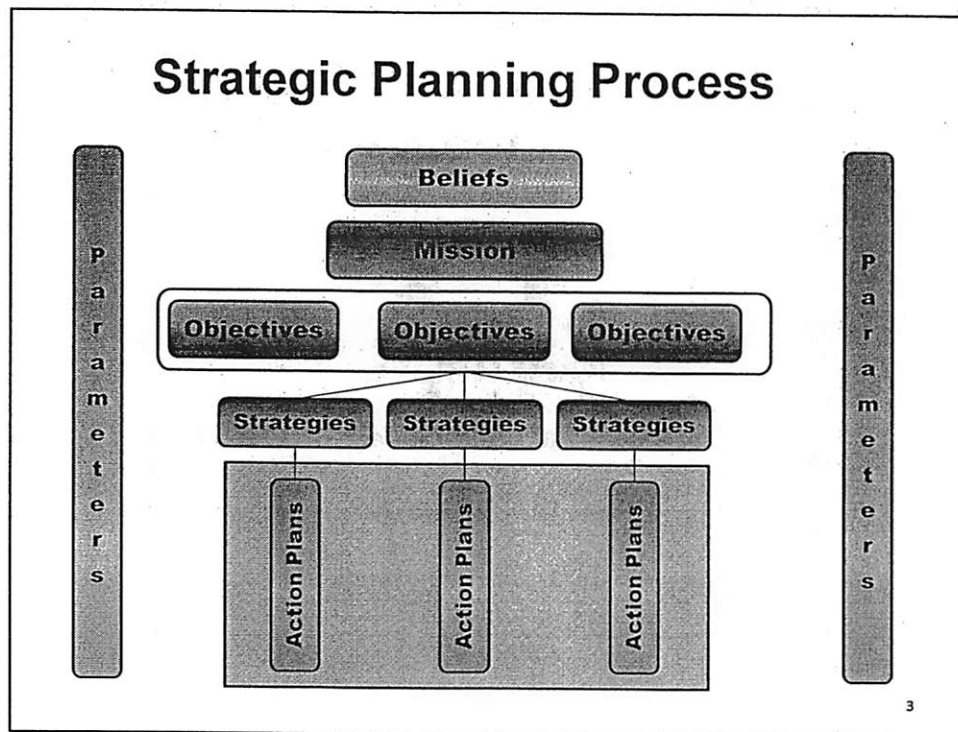 Strategic Planning Process
Parameters
Beliefs
Mission
Objectives Objectives Objectives
Strategies Strategies Strategies
Action Plans Action Plans Action Plans
Parameters
3